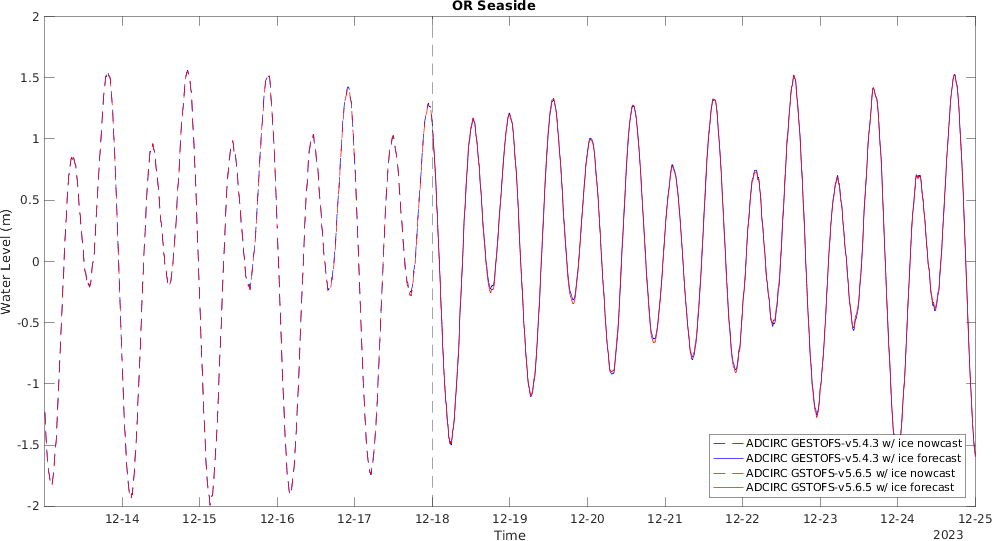 OR Seaside
2
1.5
1
0.5
0
-0.5
-1
-1.5
-2
Water Level (m)
ADCIRC GESTOFS-v5.4.3 w/ ice nowcast
ADCIRC GESTOFS-v5.4.3 w/ ice forecast
ADCIRC GSTOFS-v5.6.5 w/ ice nowcast
ADCIRC GSTOFS-v5.6.5 w/ ice forecast
12-14 12-15 12-16 12-17 12-18 12-19 12-20 12-21 12-22 12-23 12-24 12-25
Time
2023